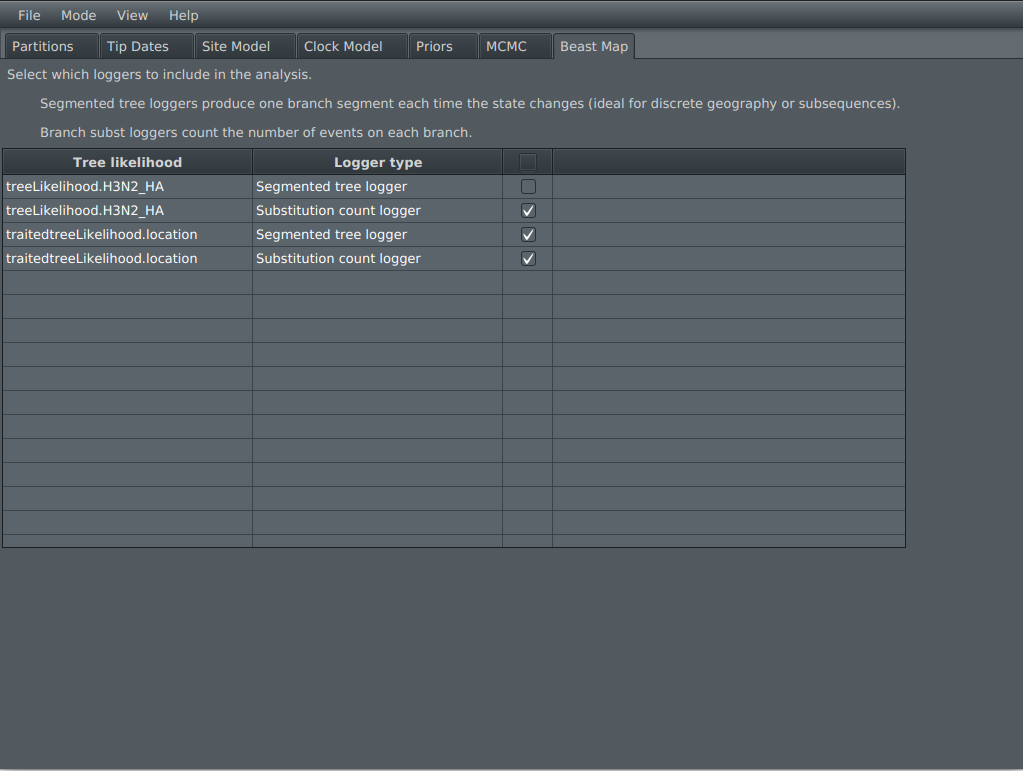 File Mode View Help
Partitions Tip Dates Site Model Clock Model Priors MCMC Beast Map
Select which loggers to include in the analysis.
Segmented tree loggers produce one branch segment each time the state changes (ideal for discrete geography or subsequences).
Branch subst loggers count the number of events on each branch.
Tree likelihood Logger type
treeLikelihood.H3N2_HA Segmented tree logger
treeLikelihood.H3N2_HA Substitution count logger
traitedtreeLikelihood.location Segmented tree logger
traitedtreeLikelihood.location Substitution count logger